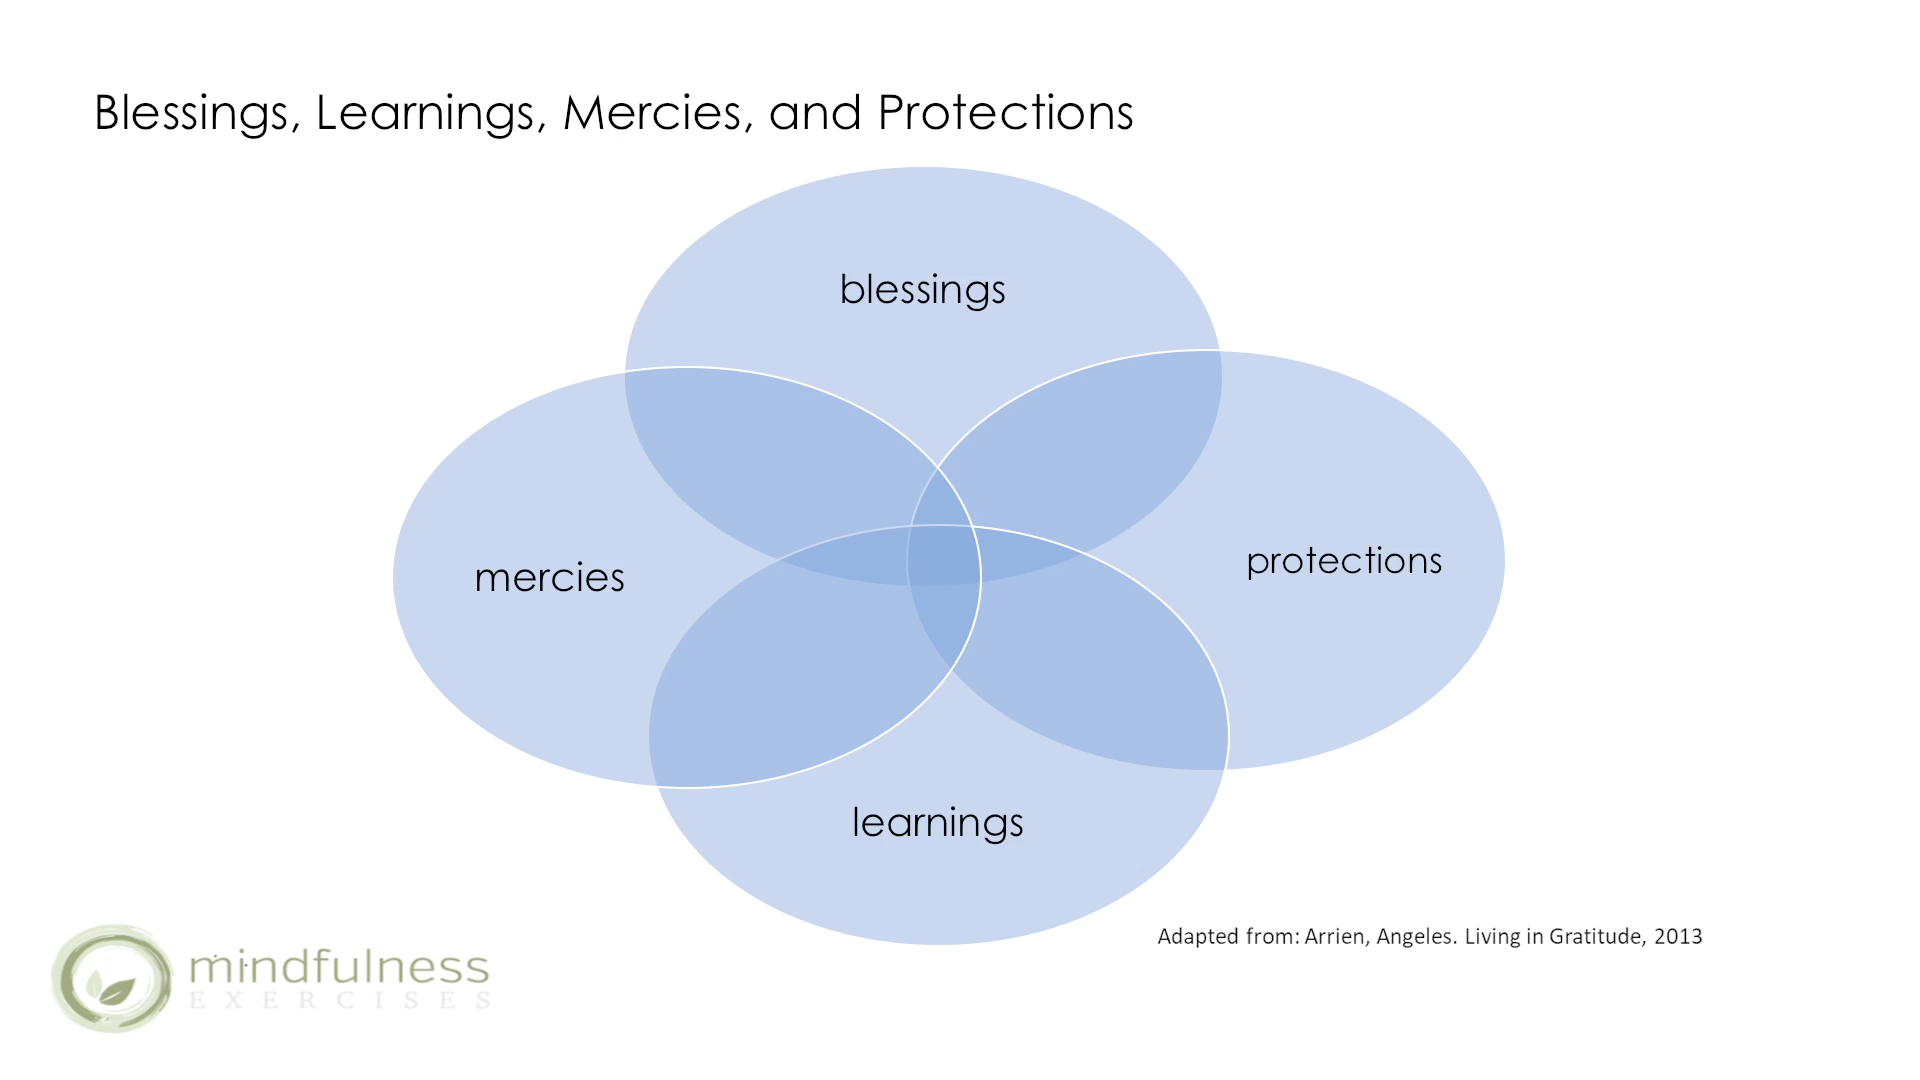 Blessings, Learnings, Mercies, and Protections
blessings
mercies
protections
learnings
Adapted from: Arrien, Angeles. Living in Gratitude, 2013
mindfulness
EXERCISES